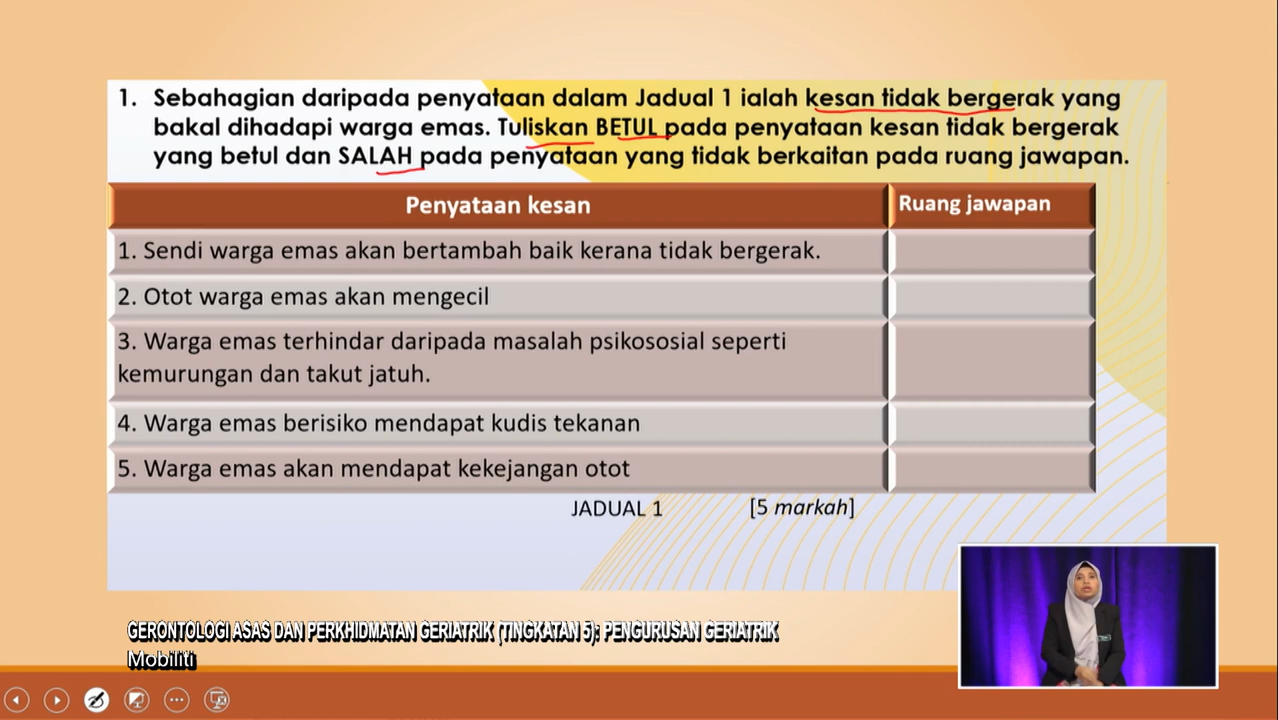 1. Sebahagian daripada penyataan dalam Jadual 1 ialah kesan tidak bergerak yang
bakal dihadapi warga emas. Tuliskan BETUL pada penyataan kesan tidak bergerak
yang betul dan SALAH pada penyataan yang tidak berkaitan pada ruang jawapan.
Penyataan kesan
Ruang jawapan
1. Sendi warga emas akan bertambah baik kerana tidak bergerak.
2. Otot warga emas akan mengecil
3. Warga emas terhindar daripada masalah psikososial seperti
kemurungan dan takut jatuh.
4. Warga emas berisiko mendapat kudis tekanan
5. Warga emas akan mendapat kekejangan otot
JADUAL 1 [5 markah]
GERONTOLOGI ASAS DAN PERKHIDMATAN GERIATRIK (TINGKATAN 5): PENGURUSAN GERIATRIK
Mobiliti